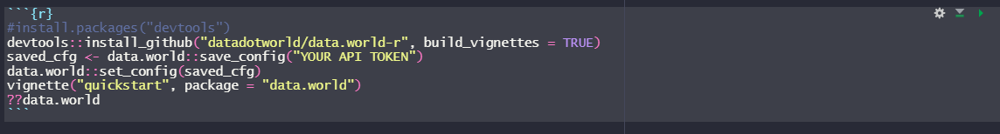 ```{r}
#install.packages("devtools")
devtools::install_github("datadotworld/data.world-r", build_vignettes = TRUE)
saved_cfg <- data.world::save_config("YOUR API TOKEN")
data.world::set_config(saved_cfg)
vignette("quickstart", package = "data.world")
??data.world
```